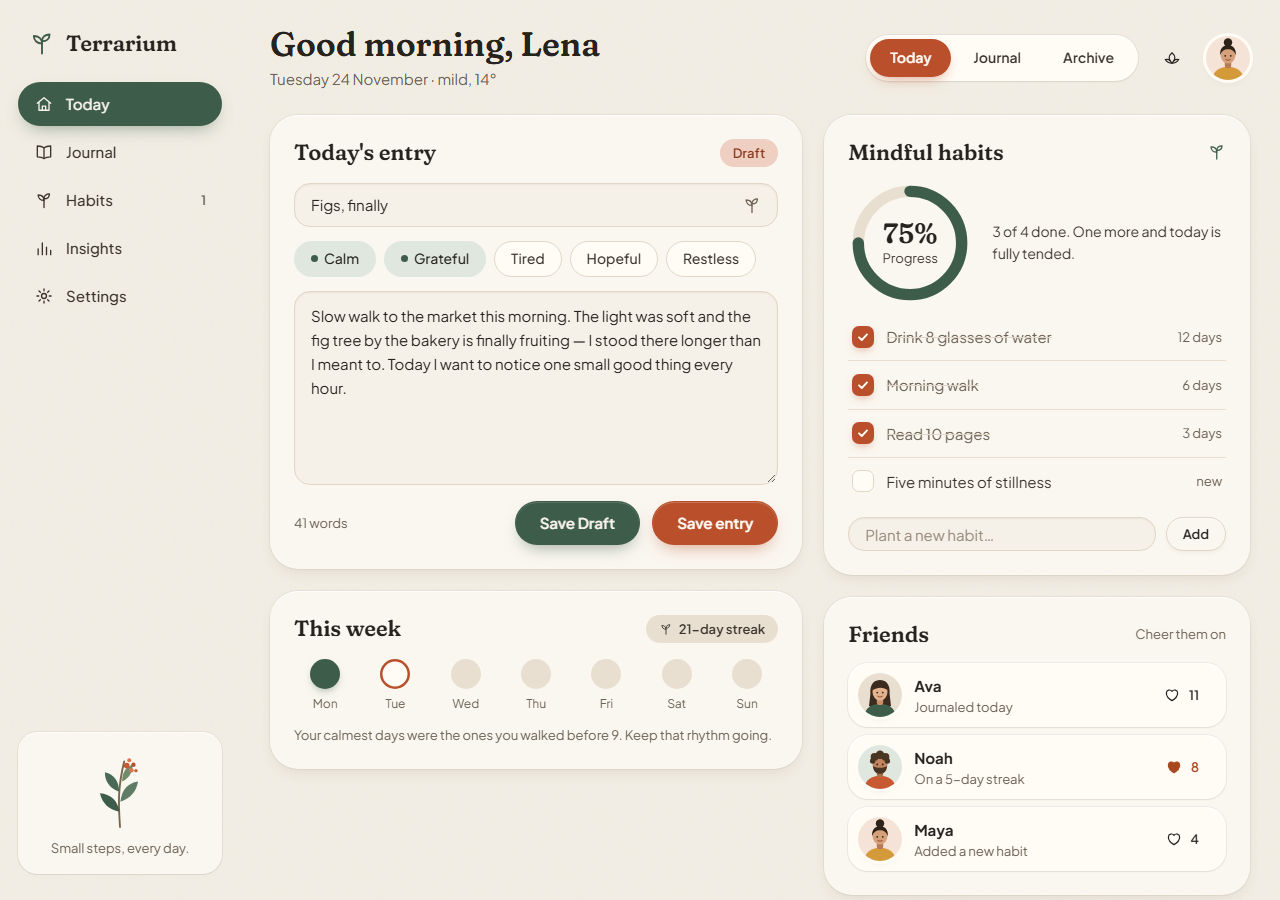 Terrarium
Today
Journal
Habits 1
Insights
Settings
Small steps, every day.
Good morning, Lena
Tuesday 24 November · mild, 14°
Today Journal Archive
Today's entry Draft
Figs, finally
Calm Grateful Tired Hopeful Restless
Slow walk to the market this morning. The light was soft and the
fig tree by the bakery is finally fruiting — I stood there longer than
I meant to. Today I want to notice one small good thing every
hour.
41 words Save Draft Save entry
This week 21-day streak
Mon Tue Wed Thu Fri Sat Sun
Your calmest days were the ones you walked before 9. Keep that rhythm going.
Mindful habits
75%
Progress
3 of 4 done. One more and today is
fully tended.
Drink 8 glasses of water 12 days
Morning walk 6 days
Read 10 pages 3 days
Five minutes of stillness new
Plant a new habit… Add
Friends Cheer them on
Ava
Journaled today
11
Noah
On a 5-day streak
8
Maya
Added a new habit
4